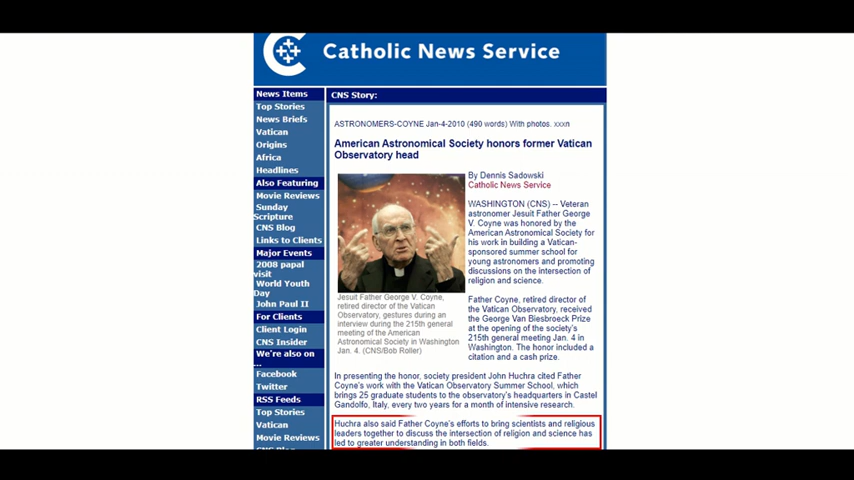 Catholic News Service
News Items
Top Stories
News Briefs
Vatican
Origins
Africa
Headlines
Also Featuring
Movie Reviews
Sunday
Scripture
CNS Blog
Links to Clients
Major Events
2008 papal
visit
World Youth
Day
John Paul II
For Clients
Client Login
CNS Insider
We're also on
...
Facebook
Twitter
RSS Feeds
Top Stories
Vatican
Movie Reviews
CNS Blog
CNS Story:
ASTRONOMERS-COYNE Jan-4-2010 (490 words) With photos. xxxn
American Astronomical Society honors former Vatican
Observatory head
By Dennis Sadowski
Catholic News Service
WASHINGTON (CNS) -- Veteran
astronomer Jesuit Father George
V. Coyne was honored by the
American Astronomical Society for
his work in building a Vatican-
sponsored summer school for
young astronomers and promoting
discussions on the intersection of
religion and science.
Jesuit Father George V. Coyne,
retired director of the Vatican
Observatory, gestures during an
interview during the 215th general
meeting of the American
Astronomical Society in Washington
Jan. 4. (CNS/Bob Roller)
Father Coyne, retired director of
the Vatican Observatory, received
the George Van Biesbroeck Prize
at the opening of the society's
215th general meeting Jan. 4 in
Washington. The honor included a
citation and a cash prize.
In presenting the honor, society president John Huchra cited Father
Coyne's work with the Vatican Observatory Summer School, which
brings 25 graduate students to the observatory's headquarters in Castel
Gandolfo, Italy, every two years for a month of intensive research.
Huchra also said Father Coyne's efforts to bring scientists and religious
leaders together to discuss the intersection of religion and science has
led to greater understanding in both fields.